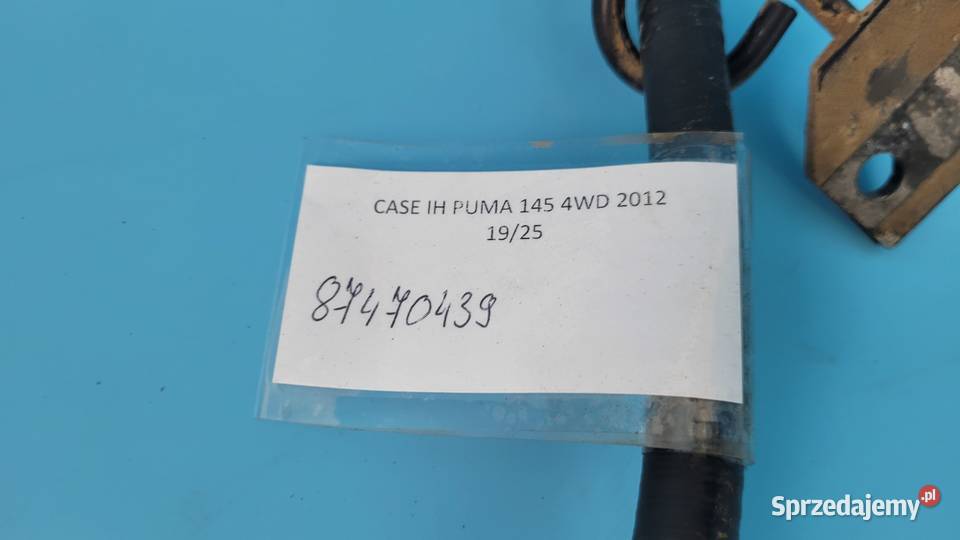 CASE IH PUMA 145 4WD 2012
19/25
87470439
Sprzedajemy.pl